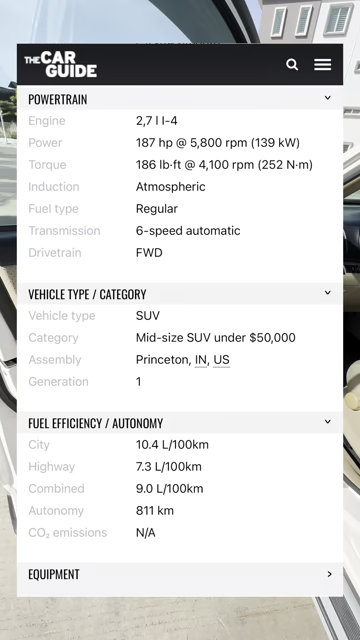 THE CAR
GUIDE
POWERTRAIN
Engine 2,7 l I-4
Power 187 hp @ 5,800 rpm (139 kW)
Torque 186 lb·ft @ 4,100 rpm (252 N·m)
Induction Atmospheric
Fuel type Regular
Transmission 6-speed automatic
Drivetrain FWD
VEHICLE TYPE / CATEGORY
Vehicle type SUV
Category Mid-size SUV under $50,000
Assembly Princeton, IN, US
Generation 1
FUEL EFFICIENCY / AUTONOMY
City 10.4 L/100km
Highway 7.3 L/100km
Combined 9.0 L/100km
Autonomy 811 km
CO₂ emissions N/A
EQUIPMENT